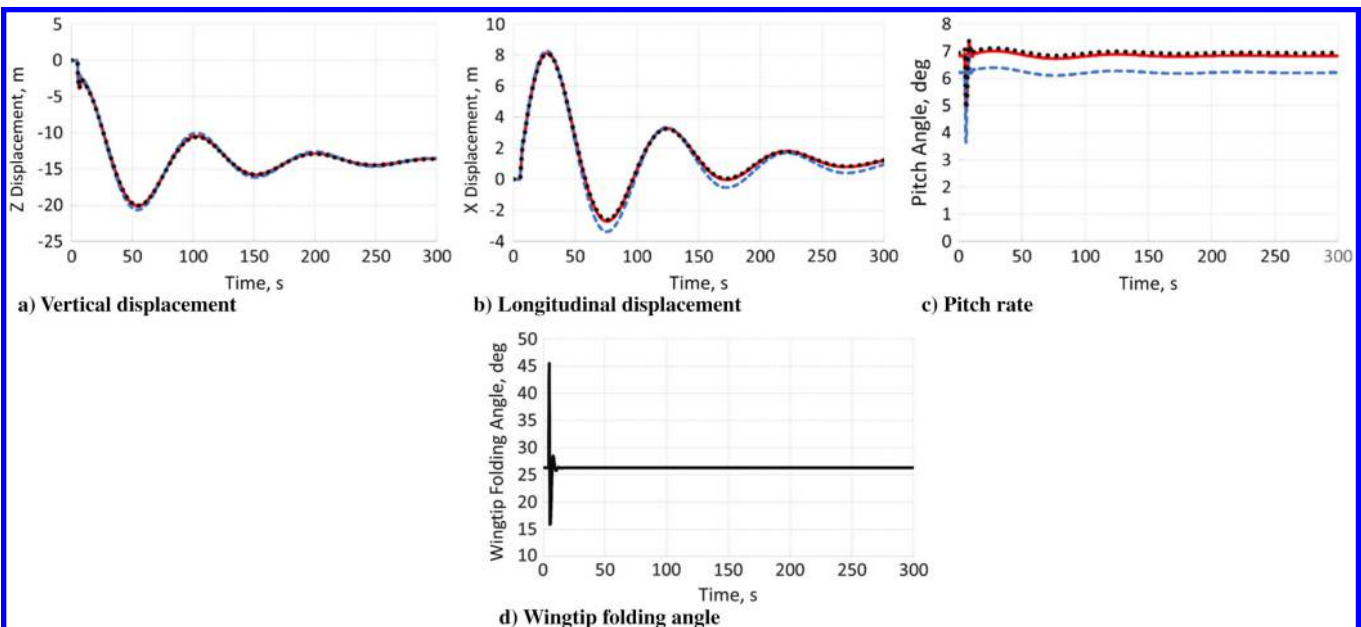 5
0
-5
-10
-15
-20
-25
Z Displacement, m
0 50 100 150 200 250 300
Time, s
a) Vertical displacement
10
8
6
4
2
0
-2
-4
X Displacement, m
0 50 100 150 200 250 300
Time, s
b) Longitudinal displacement
8
7
6
5
4
3
2
1
0
Pitch Angle, deg
0 50 100 150 200 250 300
Time, s
c) Pitch rate
50
45
40
35
30
25
20
15
10
Wingtip Folding Angle, deg
0 50 100 150 200 250 300
Time, s
d) Wingtip folding angle